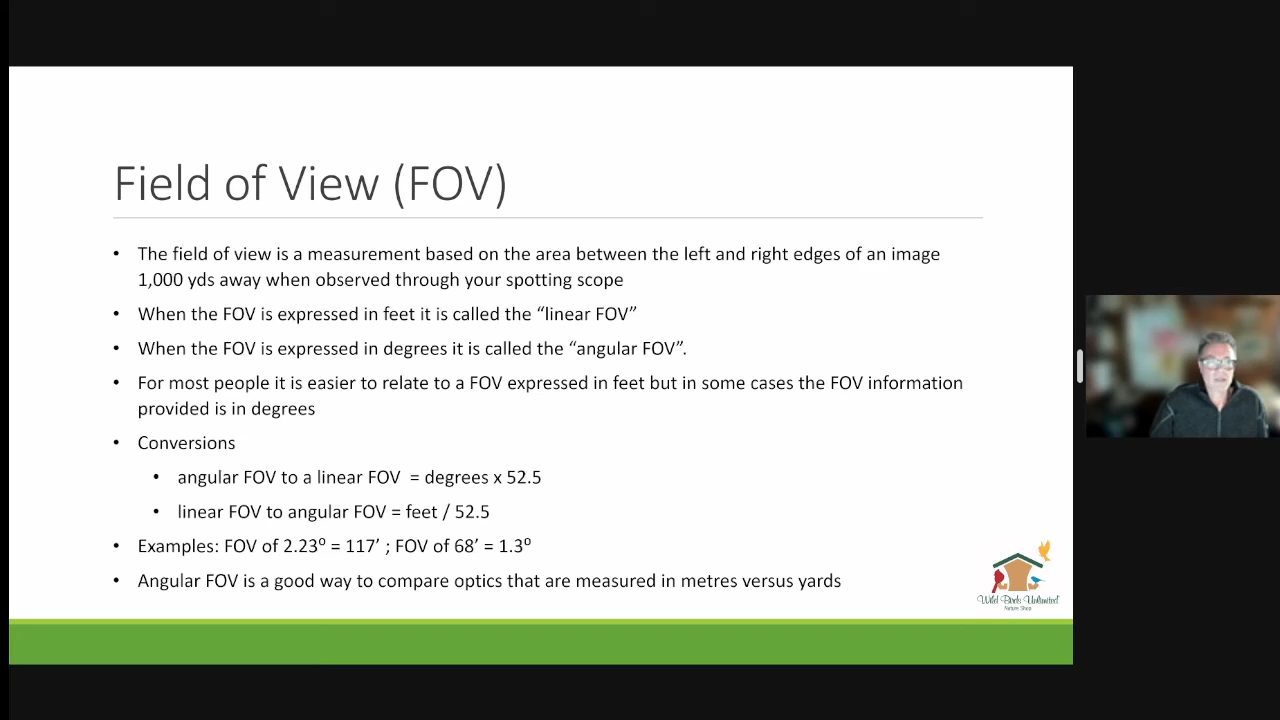 Field of View (FOV)
• The field of view is a measurement based on the area between the left and right edges of an image
1,000 yds away when observed through your spotting scope
• When the FOV is expressed in feet it is called the “linear FOV”
• When the FOV is expressed in degrees it is called the “angular FOV”.
• For most people it is easier to relate to a FOV expressed in feet but in some cases the FOV information
provided is in degrees
• Conversions
• angular FOV to a linear FOV = degrees x 52.5
• linear FOV to angular FOV = feet / 52.5
• Examples: FOV of 2.23º = 117’ ; FOV of 68’ = 1.3º
• Angular FOV is a good way to compare optics that are measured in metres versus yards
Wild Birds Unlimited
Nature Shop